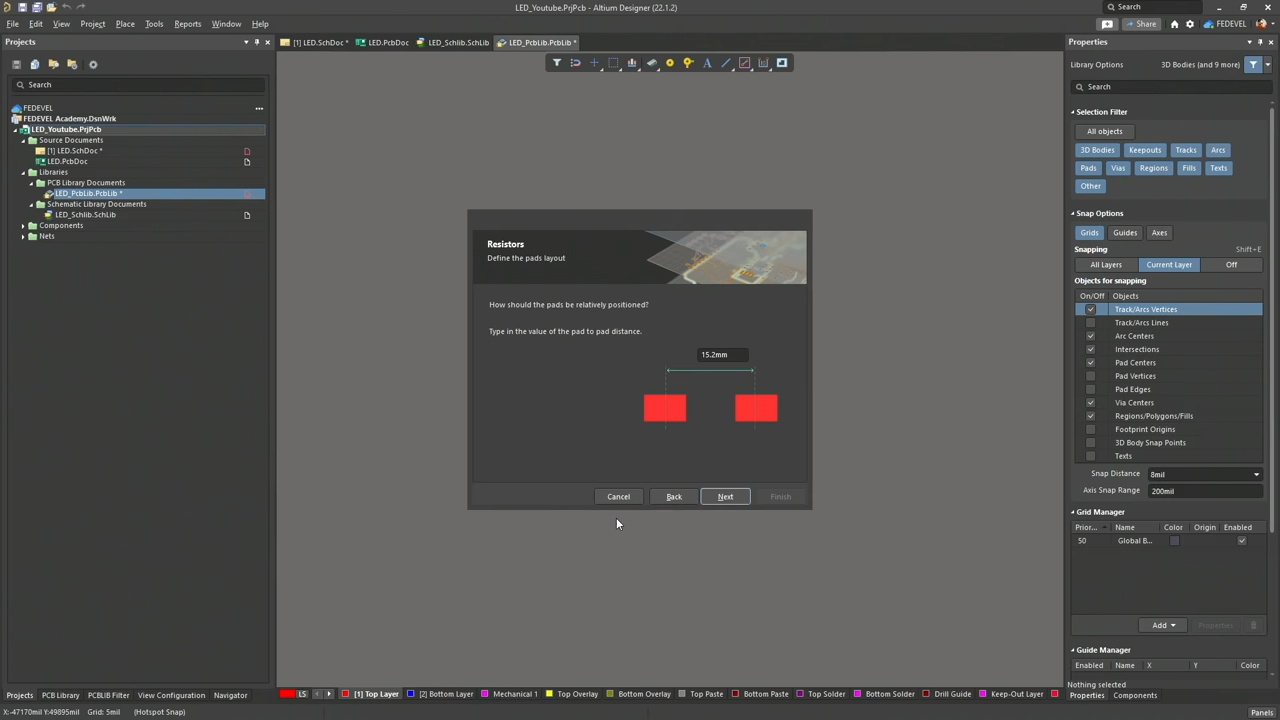 LED_Youtube.PrjPcb - Altium Designer (22.1.2)
Search
File Edit View Project Place Tools Reports Window Help
Share
FEDEVEL
Projects
[1] LED.SchDoc *
LED.PcbDoc
LED_Schlib.SchLib
LED_PcbLib.PcbLib *
Properties
Search
FEDEVEL
FEDEVEL Academy.DsnWrk
LED_Youtube.PrjPcb
Source Documents
[1] LED.SchDoc *
LED.PcbDoc
Libraries
PCB Library Documents
LED_PcbLib.PcbLib *
Schematic Library Documents
LED_Schlib.SchLib
Components
Nets
Resistors
Define the pads layout
How should the pads be relatively positioned?
Type in the value of the pad to pad distance.
15.2mm
Cancel Back Next Finish
Library Options 3D Bodies (and 9 more)
Search
Selection Filter
All objects
3D Bodies Keepouts Tracks Arcs
Pads Vias Regions Fills Texts
Other
Snap Options
Grids Guides Axes
Snapping Shift+E
All Layers Current Layer Off
Objects for snapping
On/Off Objects
Track/Arcs Vertices
Track/Arcs Lines
Arc Centers
Intersections
Pad Centers
Pad Vertices
Pad Edges
Via Centers
Regions/Polygons/Fills
Footprint Origins
3D Body Snap Points
Texts
Snap Distance 8mil
Axis Snap Range 200mil
Grid Manager
Prior... Name Color Origin Enabled
50 Global B...
Add Properties
Guide Manager
Enabled Name X Y Color
Nothing selected
Projects PCB Library PCBLIB Filter View Configuration Navigator
LS [1] Top Layer [2] Bottom Layer Mechanical 1 Top Overlay Bottom Overlay Top Paste Bottom Paste Top Solder Bottom Solder Drill Guide Keep-Out Layer
Properties Components
X:-47170mil Y:49895mil Grid: 5mil (Hotspot Snap)
Panels